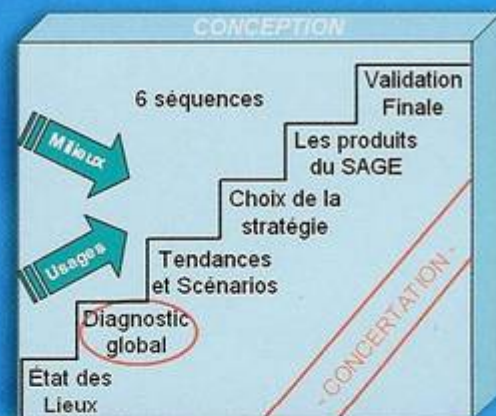 CONCEPTION
6 séquences
Milieux
Usages
Validation
Finale
Les produits
du SAGE
Choix de la
stratégie
Tendances
et Scénarios
Diagnostic
global
État des
Lieux
- CONCERTATION -